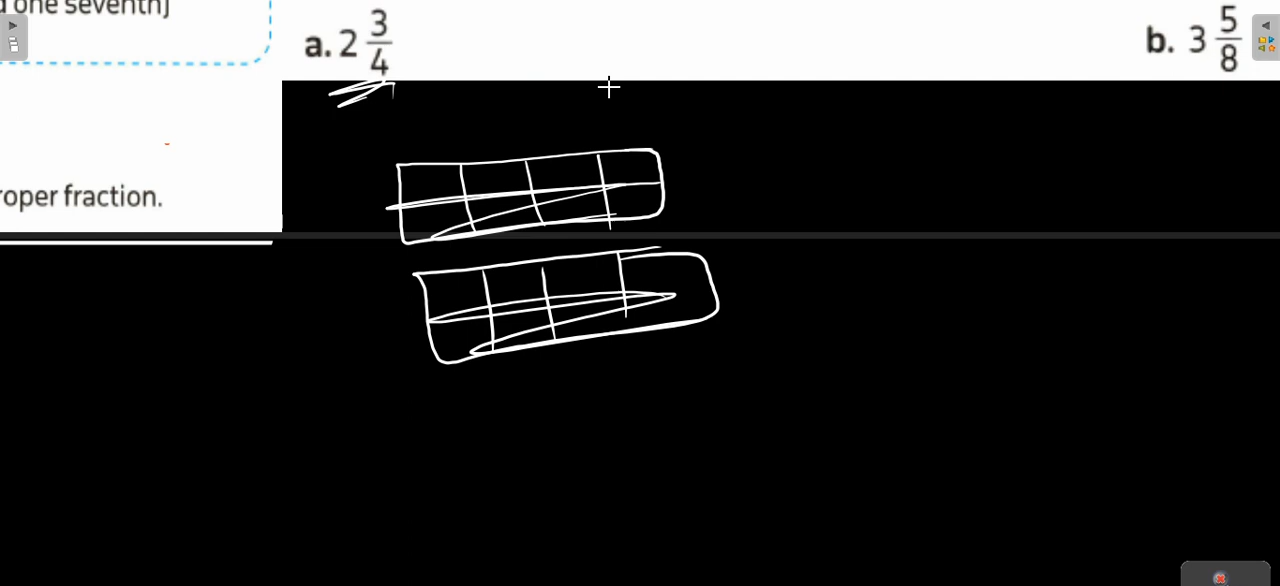 d one seventh]
a. 2 3/4
b. 3 5/8
roper fraction.